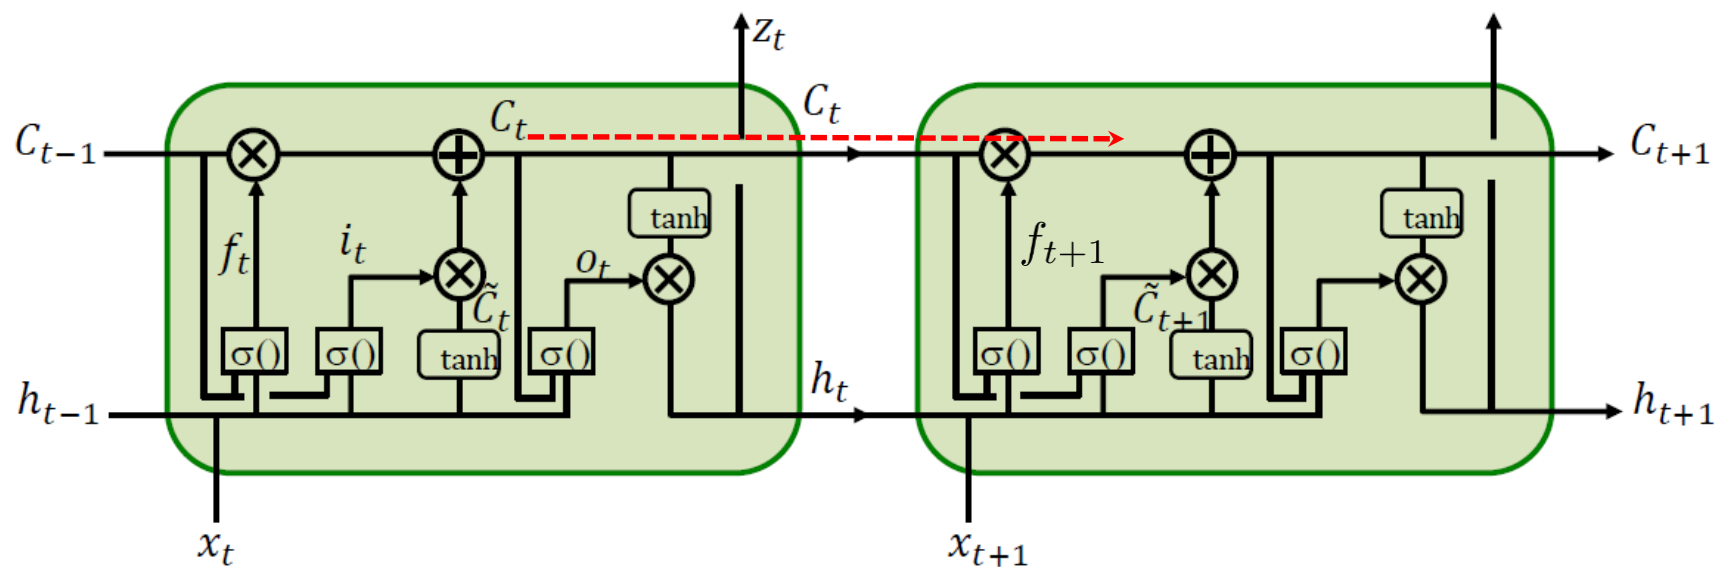 z_t
C_t
C_t
C_{t-1}
C_{t+1}
tanh
tanh
f_t
i_t
o_t
f_{t+1}
C̃_t
C̃_{t+1}
σ()
σ()
tanh
σ()
σ()
σ()
tanh
σ()
h_{t-1}
h_t
h_{t+1}
x_t
x_{t+1}